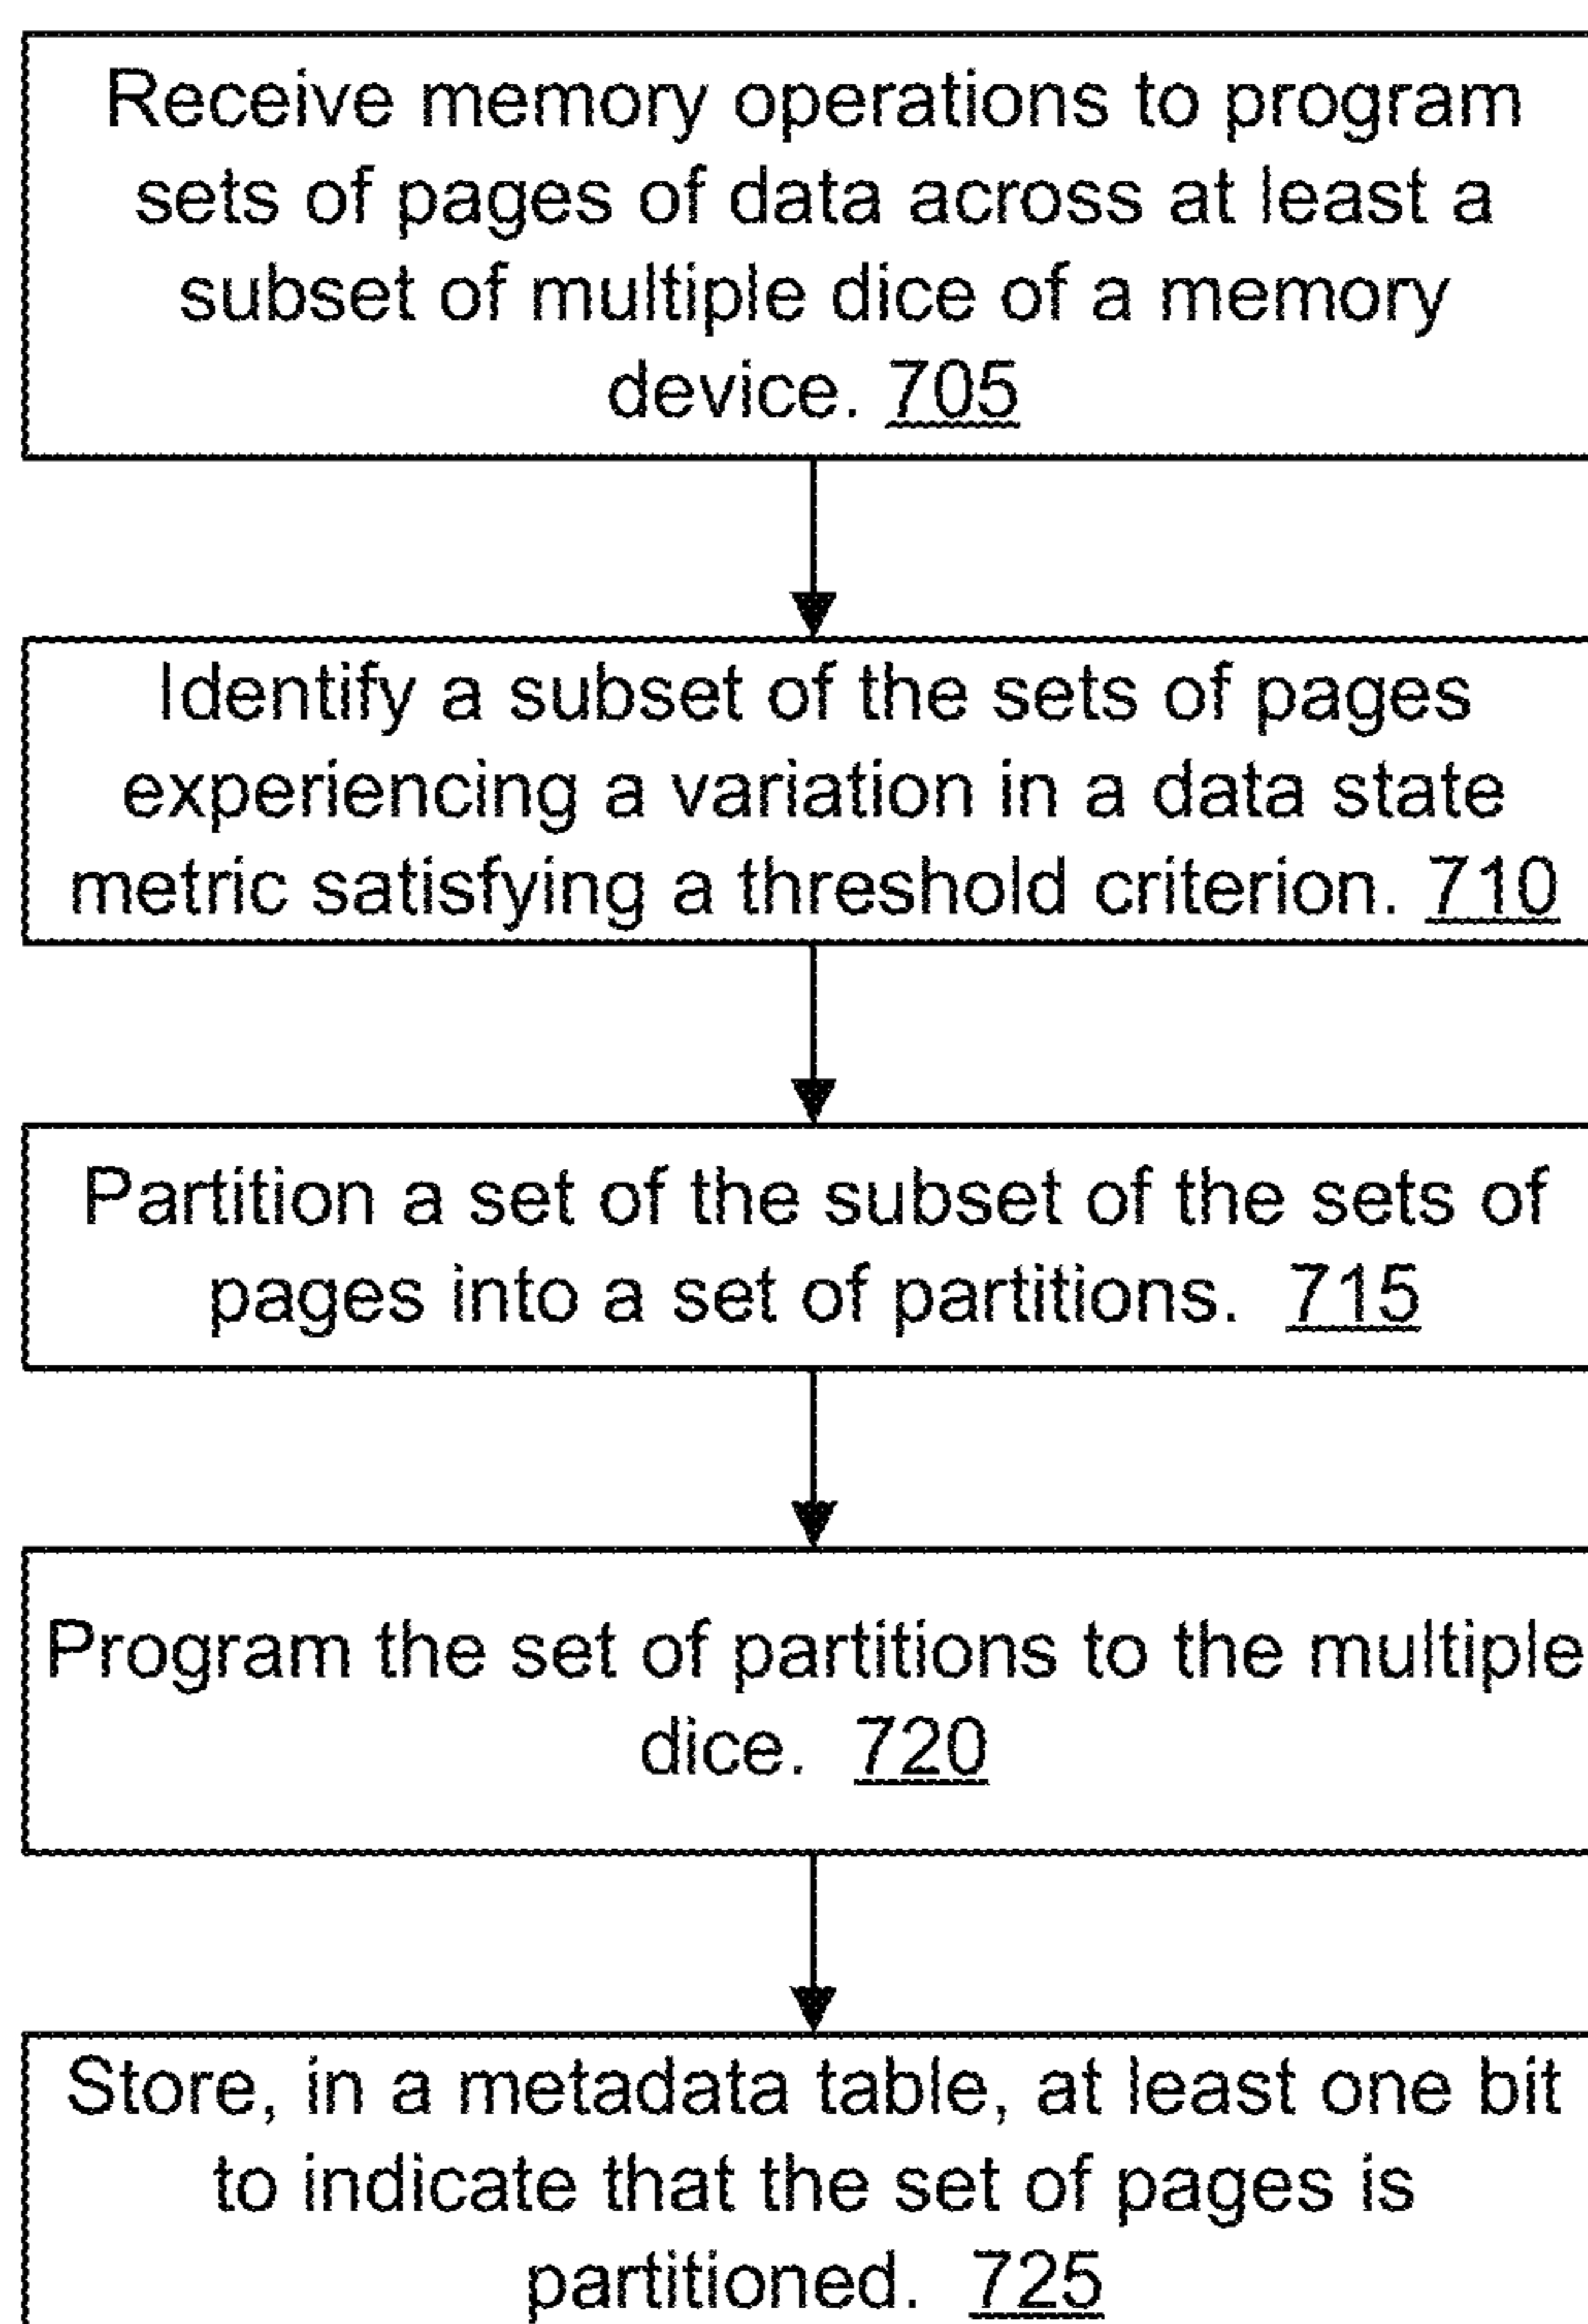 Receive memory operations to program
sets of pages of data across at least a
subset of multiple dice of a memory
device. 705
Identify a subset of the sets of pages
experiencing a variation in a data state
metric satisfying a threshold criterion. 710
Partition a set of the subset of the sets of
pages into a set of partitions. 715
Program the set of partitions to the multiple
dice. 720
Store, in a metadata table, at least one bit
to indicate that the set of pages is
partitioned. 725